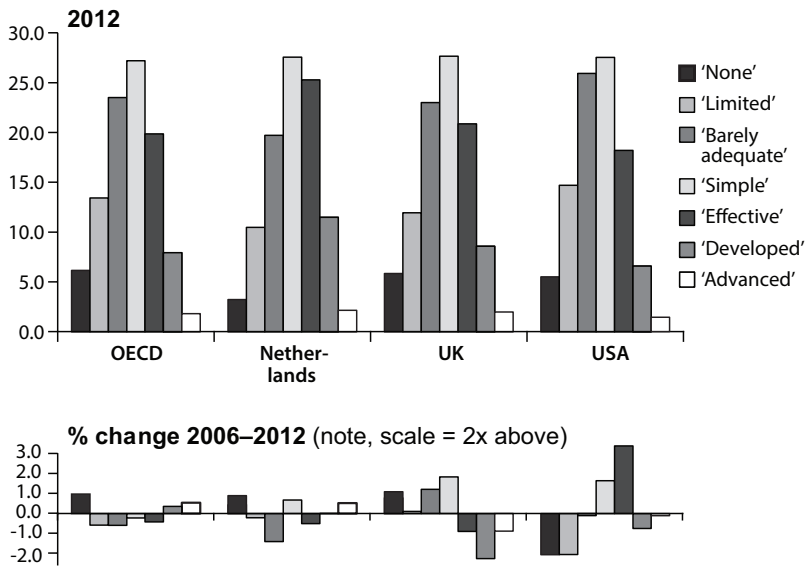 2012
30.0
25.0
20.0
15.0
10.0
5.0
0.0
OECD
Nether-
lands
UK
USA
‘None’
‘Limited’
‘Barely
adequate’
‘Simple’
‘Effective’
‘Developed’
‘Advanced’
% change 2006–2012 (note, scale = 2x above)
3.0
2.0
1.0
0.0
-1.0
-2.0